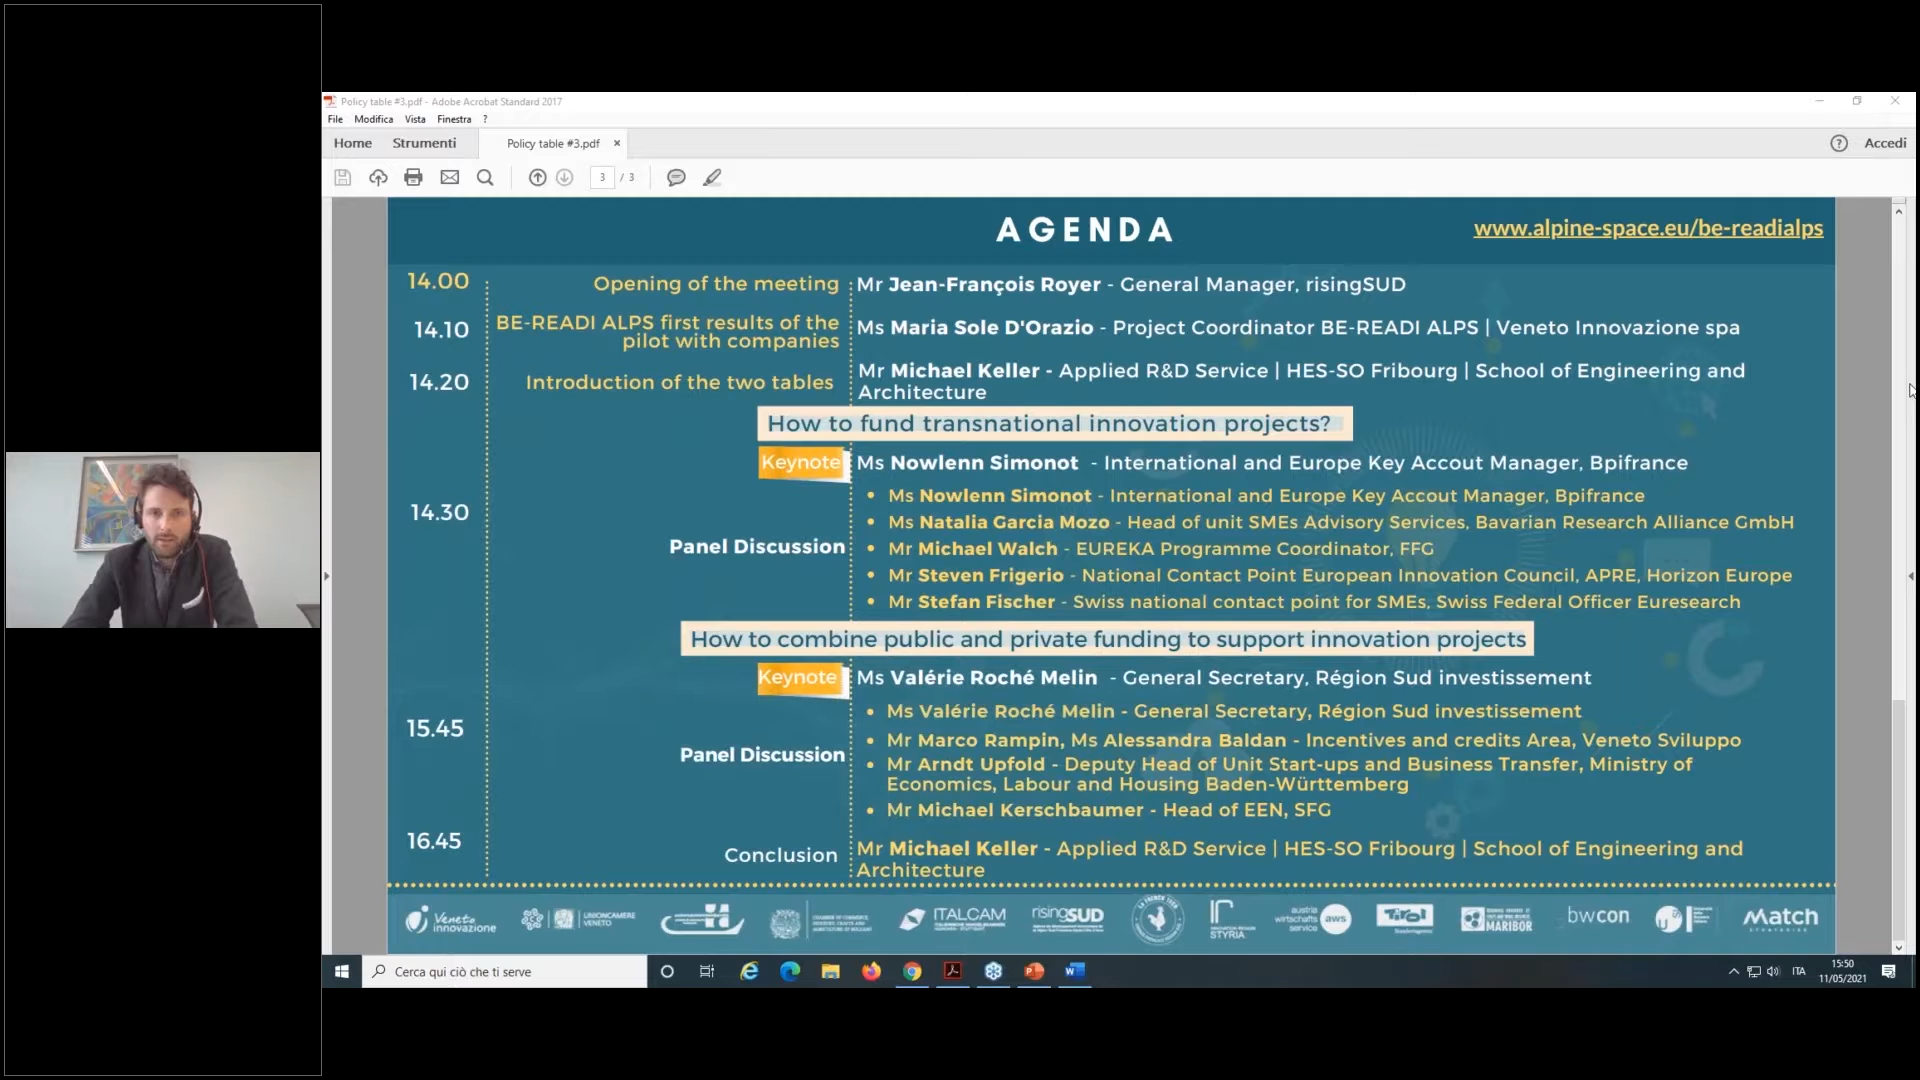 Policy table #3.pdf - Adobe Acrobat Standard 2017
File Modifica Vista Finestra ?
Home Strumenti Policy table #3.pdf × ? Accedi
3 / 3
AGENDA
www.alpine-space.eu/be-readialps
14.00 Opening of the meeting Mr Jean-François Royer - General Manager, risingSUD
14.10 BE-READI ALPS first results of the
pilot with companies
Ms Maria Sole D'Orazio - Project Coordinator BE-READI ALPS | Veneto Innovazione spa
14.20 Introduction of the two tables
Mr Michael Keller - Applied R&D Service | HES-SO Fribourg | School of Engineering and
Architecture
How to fund transnational innovation projects?
Keynote Ms Nowlenn Simonot - International and Europe Key Accout Manager, Bpifrance
14.30
Panel Discussion
• Ms Nowlenn Simonot - International and Europe Key Accout Manager, Bpifrance
• Ms Natalia Garcia Mozo - Head of unit SMEs Advisory Services, Bavarian Research Alliance GmbH
• Mr Michael Walch - EUREKA Programme Coordinator, FFG
• Mr Steven Frigerio - National Contact Point European Innovation Council, APRE, Horizon Europe
• Mr Stefan Fischer - Swiss national contact point for SMEs, Swiss Federal Officer Euresearch
How to combine public and private funding to support innovation projects
Keynote Ms Valérie Roché Melin - General Secretary, Région Sud investissement
15.45
Panel Discussion
• Ms Valérie Roché Melin - General Secretary, Région Sud investissement
• Mr Marco Rampin, Ms Alessandra Baldan - Incentives and credits Area, Veneto Sviluppo
• Mr Arndt Upfold - Deputy Head of Unit Start-ups and Business Transfer, Ministry of
Economics, Labour and Housing Baden-Württemberg
• Mr Michael Kerschbaumer - Head of EEN, SFG
16.45 Conclusion
Mr Michael Keller - Applied R&D Service | HES-SO Fribourg | School of Engineering and
Architecture
Veneto
innovazione
UNIONCAMERE
VENETO
ITALCAM
risingSUD
STYRIA
austria
wirtschafts
service
aws
Tirol
MARIBOR
bwcon
Match
Cerca qui ciò che ti serve
ITA
15:50
11/05/2021